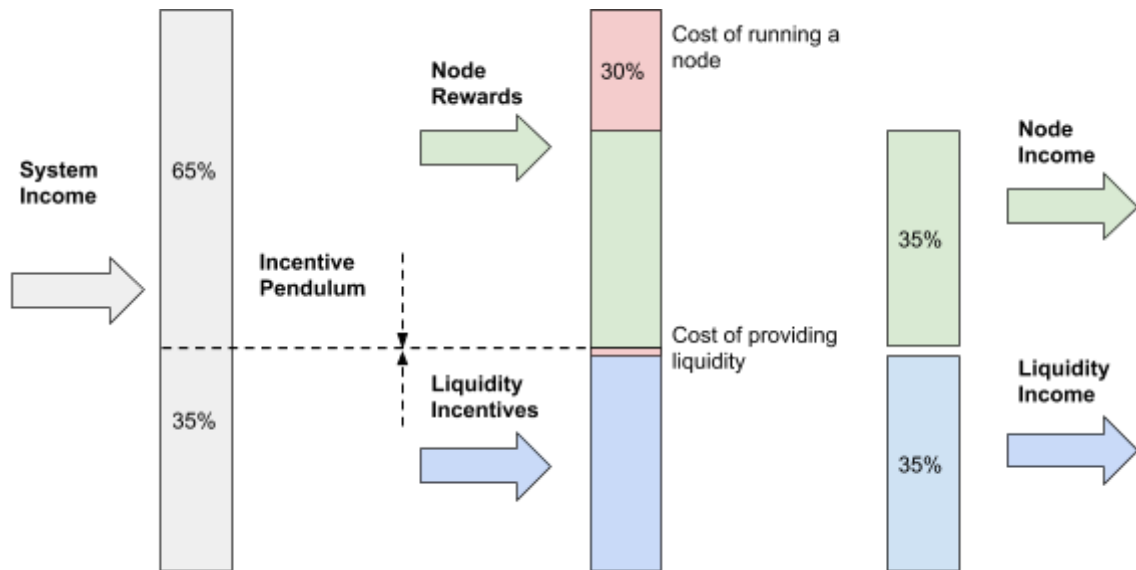 System
Income
65%
35%
Incentive
Pendulum
Node
Rewards
Liquidity
Incentives
30%
Cost of running a
node
Cost of providing
liquidity
35%
35%
Node
Income
Liquidity
Income